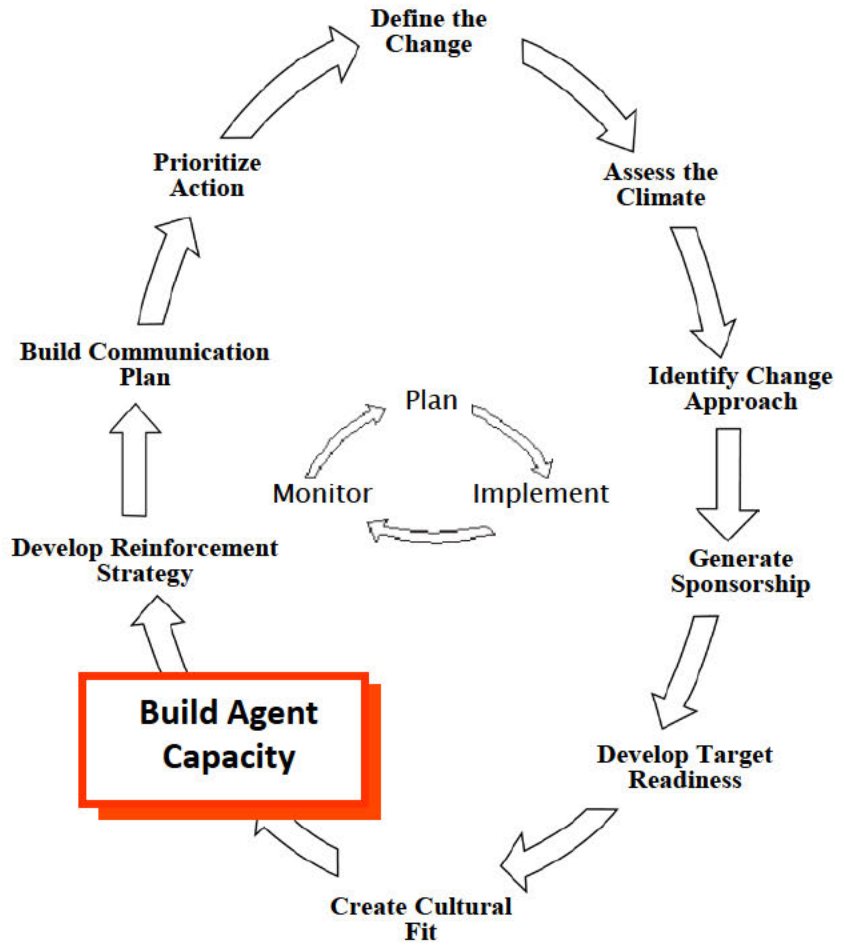 Define the
Change
Assess the
Climate
Identify Change
Approach
Generate
Sponsorship
Develop Target
Readiness
Create Cultural
Fit
Build Agent
Capacity
Develop Reinforcement
Strategy
Build Communication
Plan
Prioritize
Action
Plan
Implement
Monitor